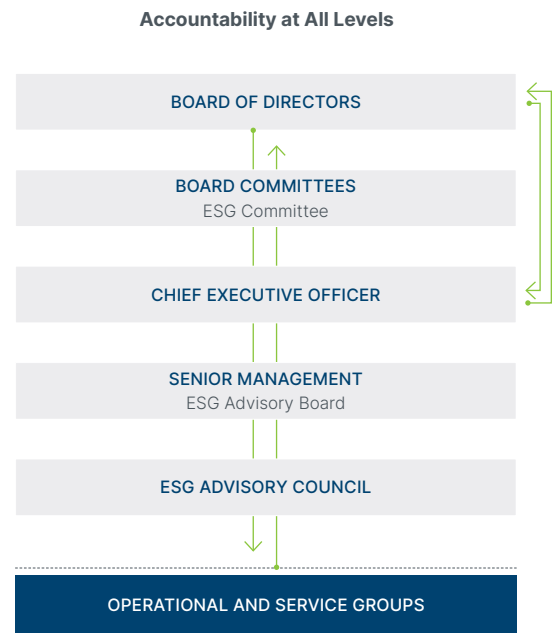 Accountability at All Levels
BOARD OF DIRECTORS
BOARD COMMITTEES
ESG Committee
CHIEF EXECUTIVE OFFICER
SENIOR MANAGEMENT
ESG Advisory Board
ESG ADVISORY COUNCIL
OPERATIONAL AND SERVICE GROUPS